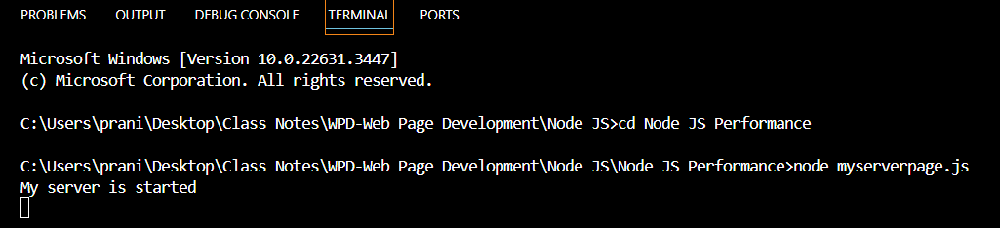 PROBLEMS OUTPUT DEBUG CONSOLE TERMINAL PORTS
Microsoft Windows [Version 10.0.22631.3447]
(c) Microsoft Corporation. All rights reserved.
C:\Users\prani\Desktop\Class Notes\WPD-Web Page Development\Node JS>cd Node JS Performance
C:\Users\prani\Desktop\Class Notes\WPD-Web Page Development\Node JS\Node JS Performance>node myserverpage.js
My server is started